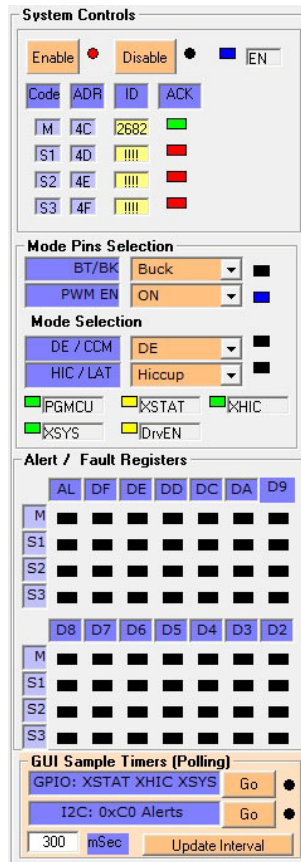 System Controls
Enable Disable EN
Code ADR ID ACK
M 4C 2682
S1 4D !!!!
S2 4E !!!!
S3 4F !!!!
Mode Pins Selection
BT/BK Buck
PWM EN ON
Mode Selection
DE / CCM DE
HIC / LAT Hiccup
PGMCU XSTAT XHIC
XSYS DrvEN
Alert / Fault Registers
AL DF DE DD DC DA D9
M
S1
S2
S3
D8 D7 D6 D5 D4 D3 D2
M
S1
S2
S3
GUI Sample Timers (Polling)
GPIO: XSTAT XHIC XSYS Go
I2C: 0xC0 Alerts Go
300 mSec Update Interval